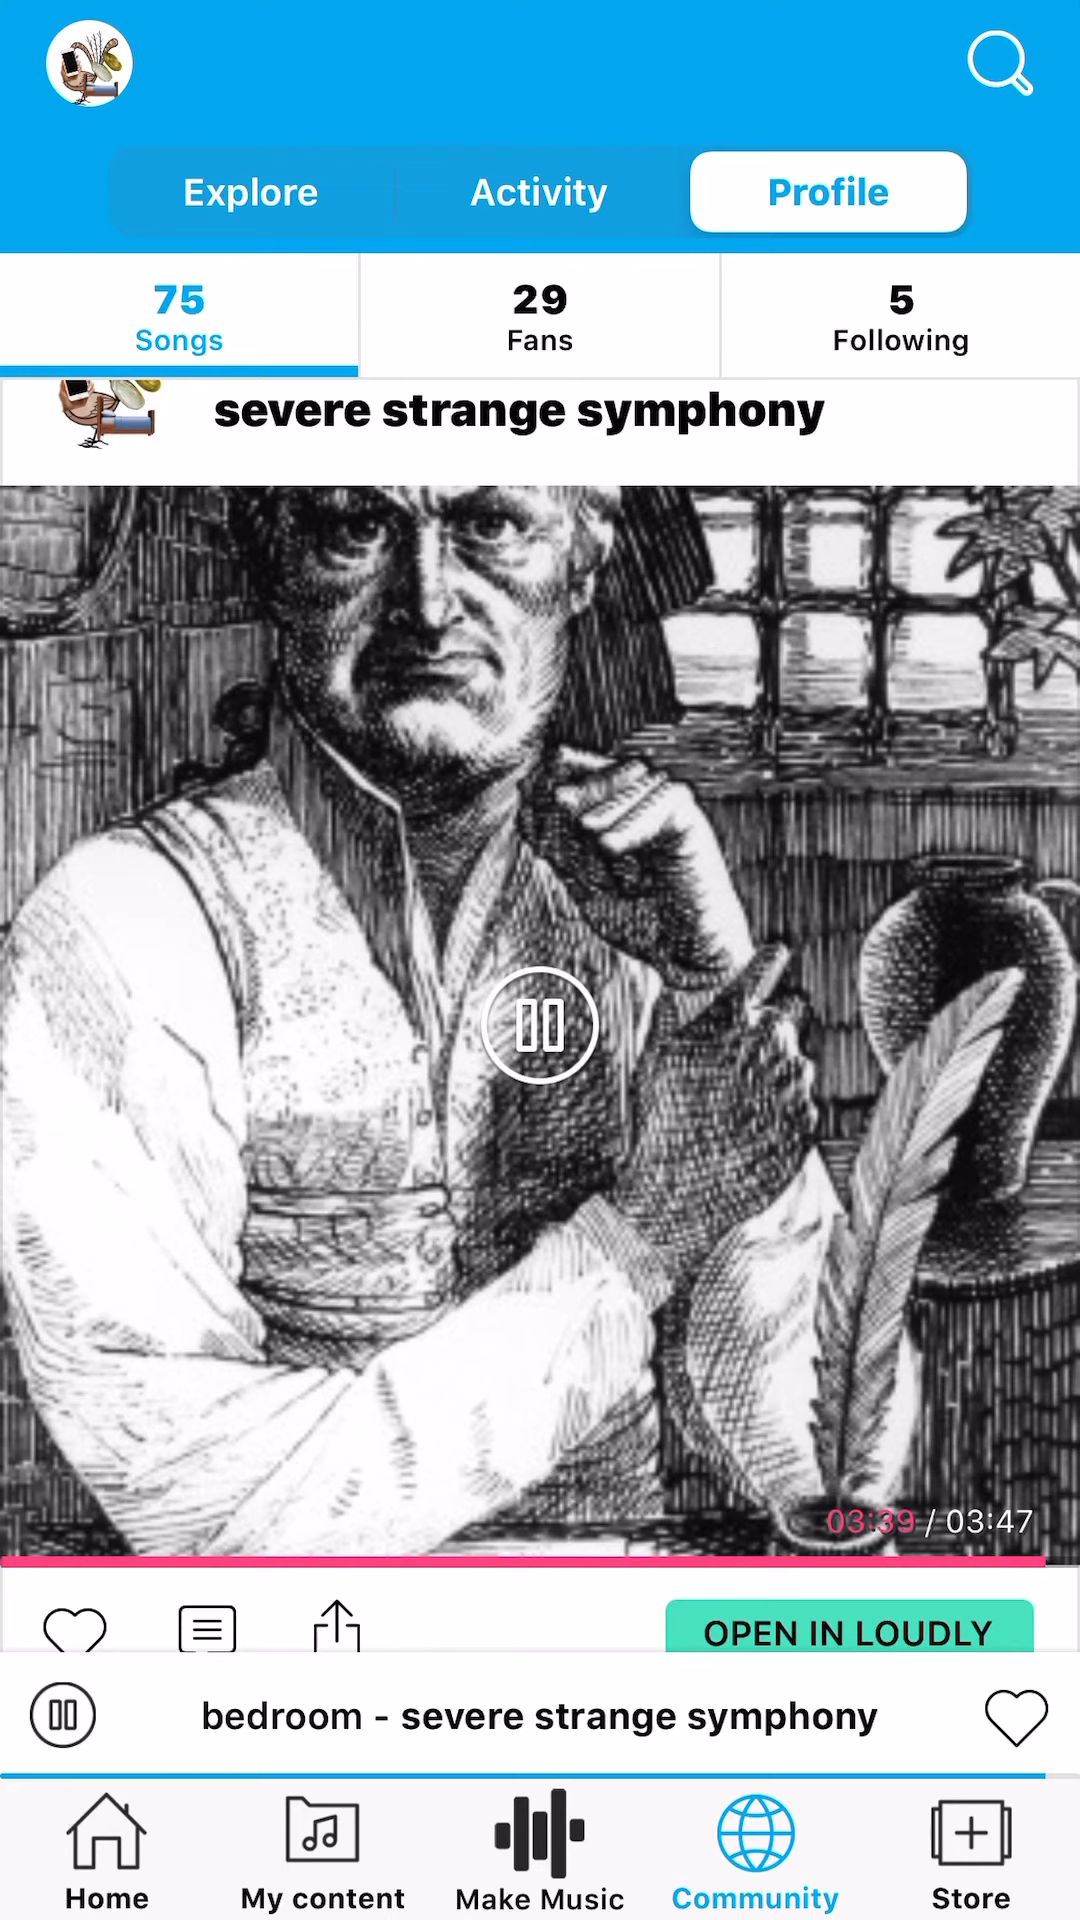 Explore Activity Profile
75 29 5
Songs Fans Following
severe strange symphony
03:39 / 03:47
OPEN IN LOUDLY
bedroom - severe strange symphony
Home My content Make Music Community Store